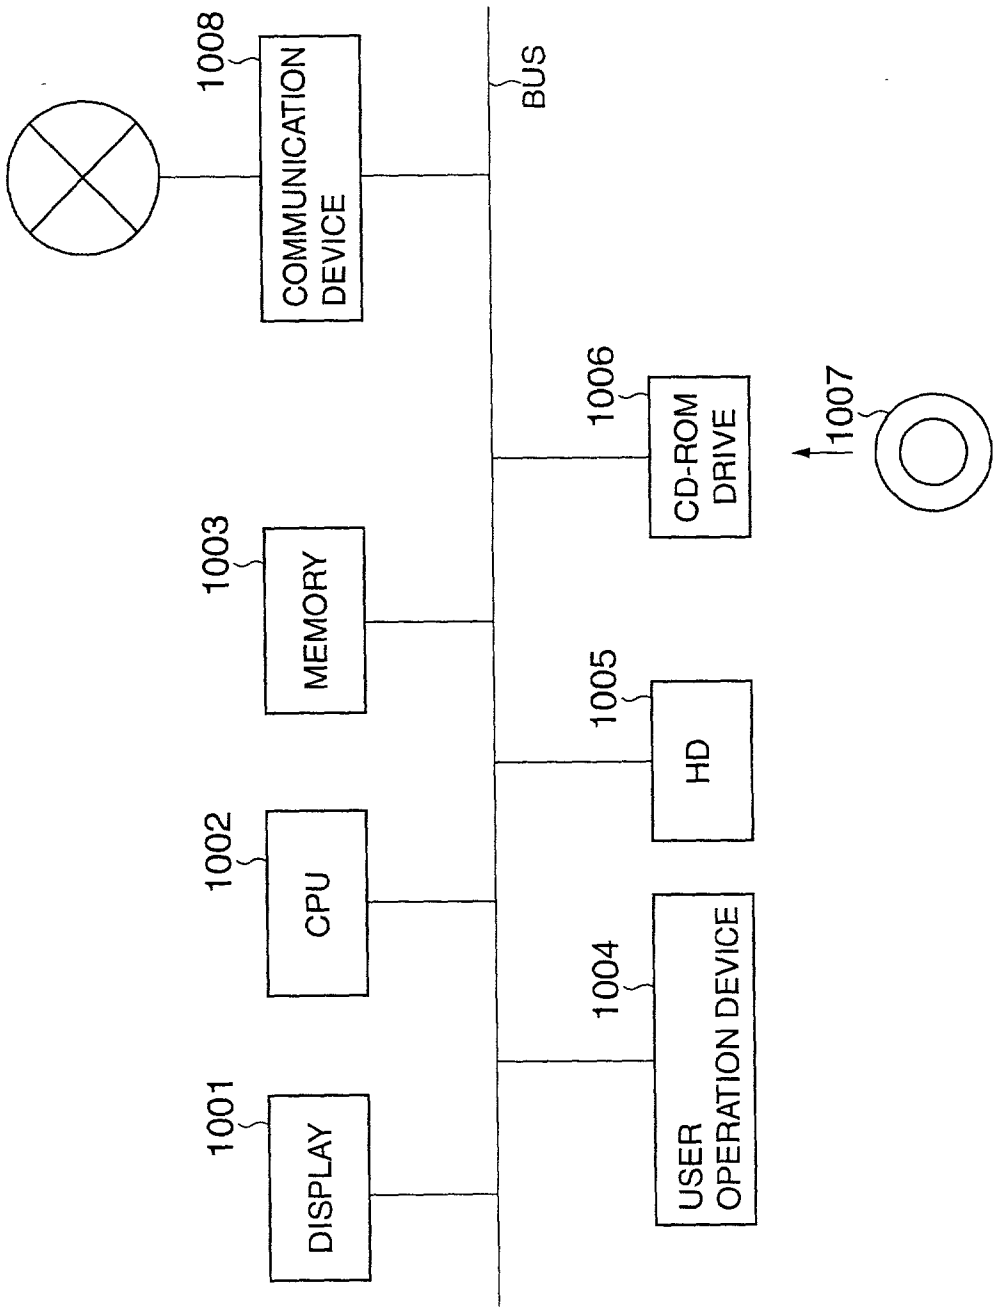 1001
DISPLAY
1002
CPU
1003
MEMORY
1008
COMMUNICATION
DEVICE
BUS
1004
USER
OPERATION DEVICE
1005
HD
1006
CD-ROM
DRIVE
1007